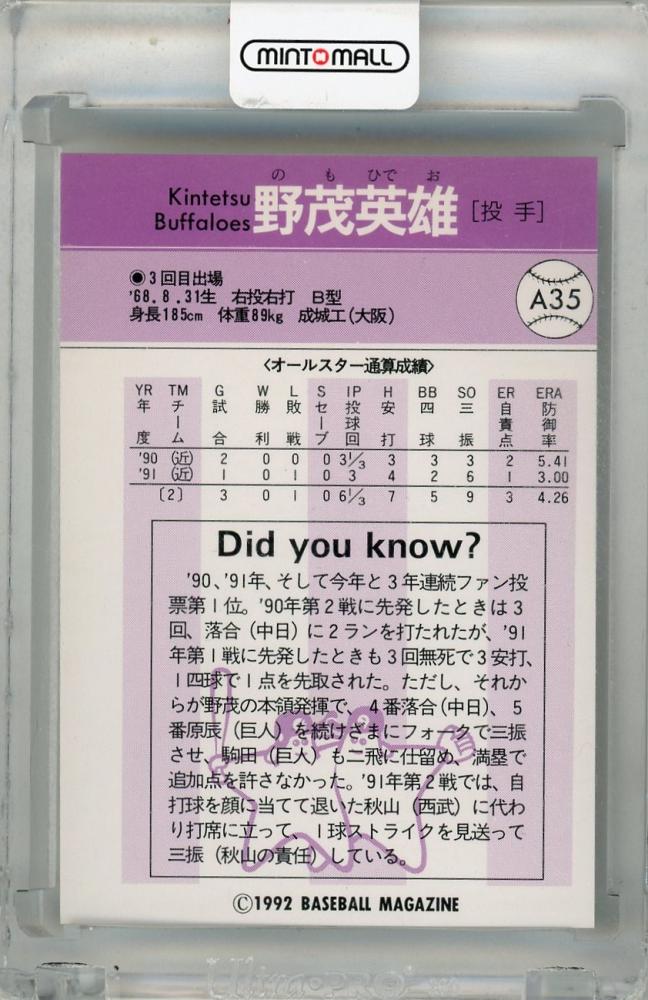 MINTOMALL
のもひでお
Kintetsu
Buffaloes
野茂英雄
[投手]
◉3回目出場
'68.8.31生 右投右打 B型
身長185cm 体重89kg 成城工(大阪)
A35
〈オールスター通算成績〉
YR TM G W L S IP H BB SO ER ERA
年度 チーム 試合 勝利 敗戦 セーブ 投球回 安打 四球 三振 自責点 防御率
'90 (近) 2 0 0 0 3 1/3 3 3 3 2 5.41
'91 (近) 1 0 1 0 3 4 2 6 1 3.00
〔2〕 3 0 1 0 6 1/3 7 5 9 3 4.26
Did you know?
'90、'91年、そして今年と3年連続ファン投
票第1位。'90年第2戦に先発したときは3
回、落合(中日)に2ランを打たれたが、'91
年第1戦に先発したときも3回無死で3安打、
1四球で1点を先取された。ただし、それか
らが野茂の本領発揮で、4番落合(中日)、5
番原辰(巨人)を続けざまにフォークで三振
させ、駒田(巨人)も二飛に仕留め、満塁で
追加点を許さなかった。'91年第2戦では、自
打球を顔に当てて退いた秋山(西武)に代わ
り打席に立って、1球ストライクを見送って
三振(秋山の責任)している。
©1992 BASEBALL MAGAZINE
Ultra·PRO